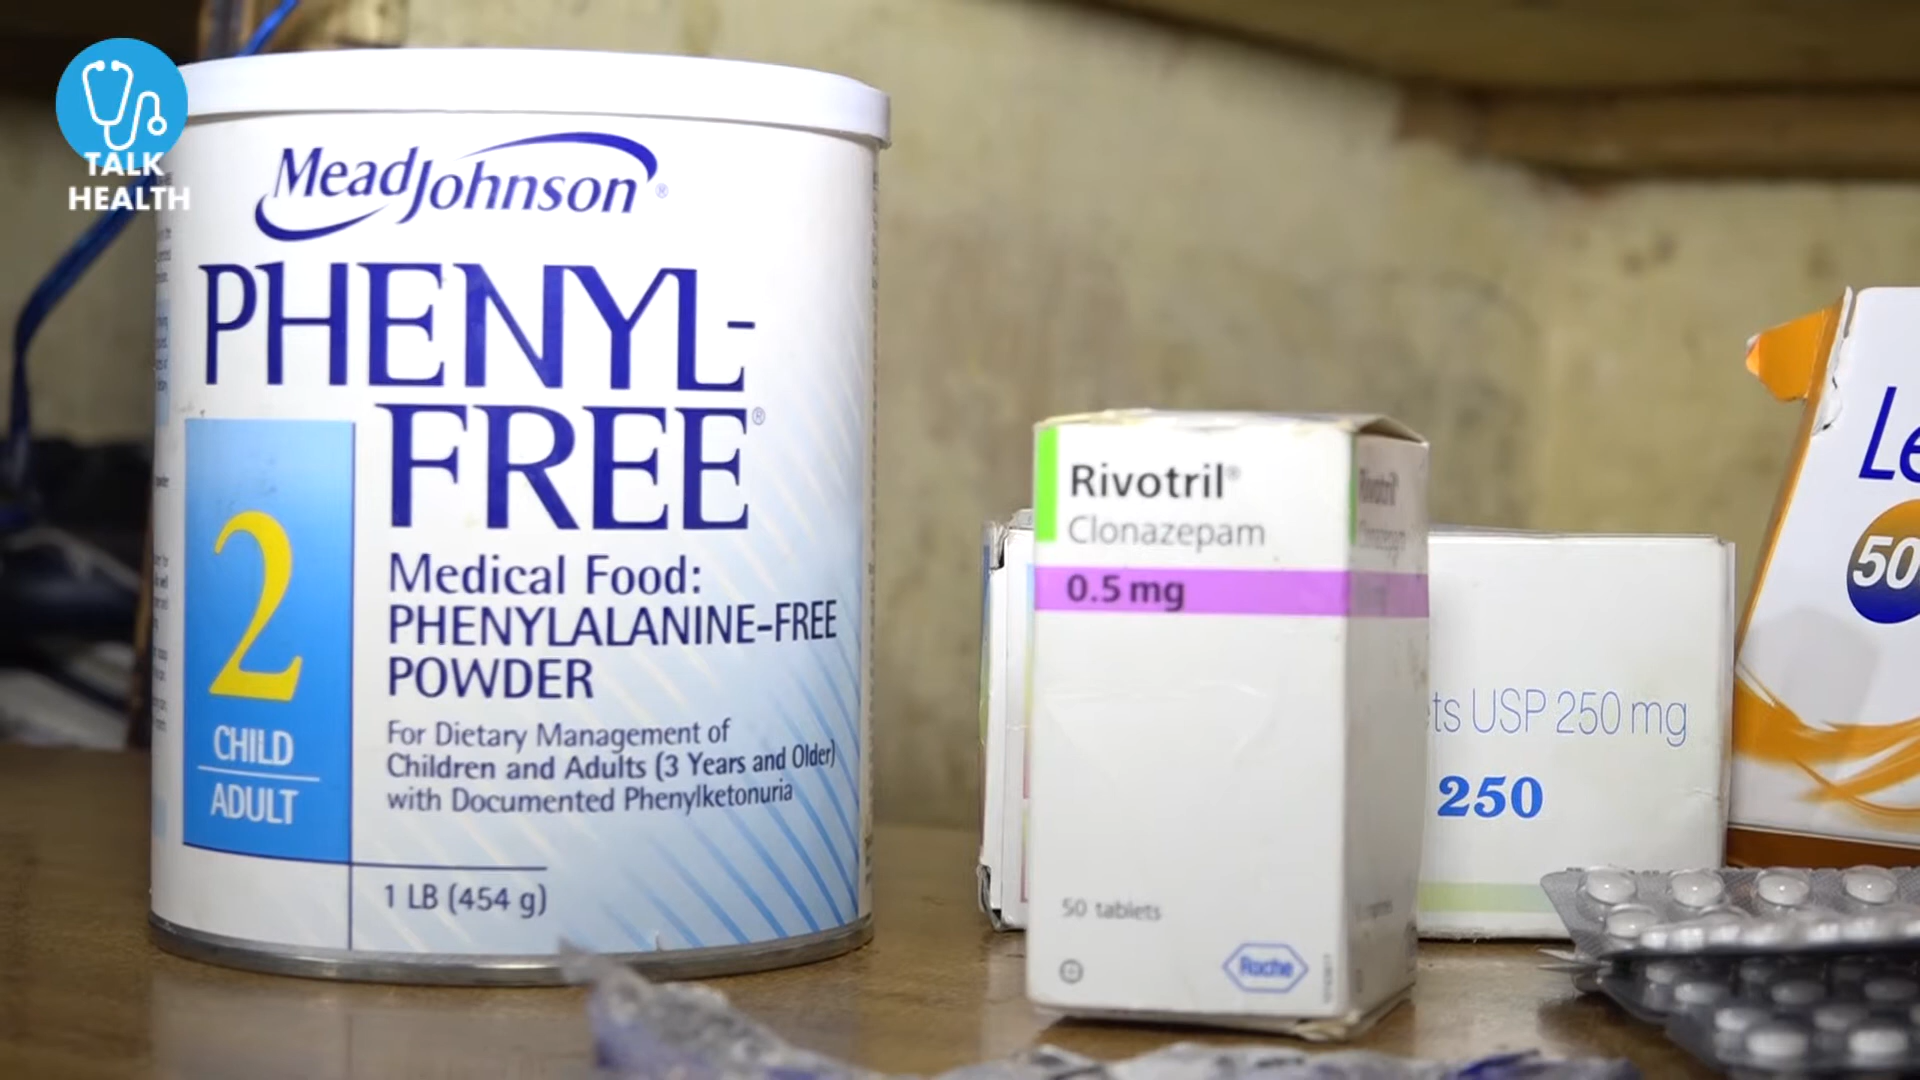 TALK
HEALTH
MeadJohnson®
PHENYL-
FREE®
2
CHILD
ADULT
Medical Food:
PHENYLALANINE-FREE
POWDER
For Dietary Management of
Children and Adults (3 Years and Older)
with Documented Phenylketonuria
1 LB (454 g)
Rivotril®
Clonazepam
0.5 mg
50 tablets
Roche
Rivotril®
Clonazepam
USP 250 mg
250
50